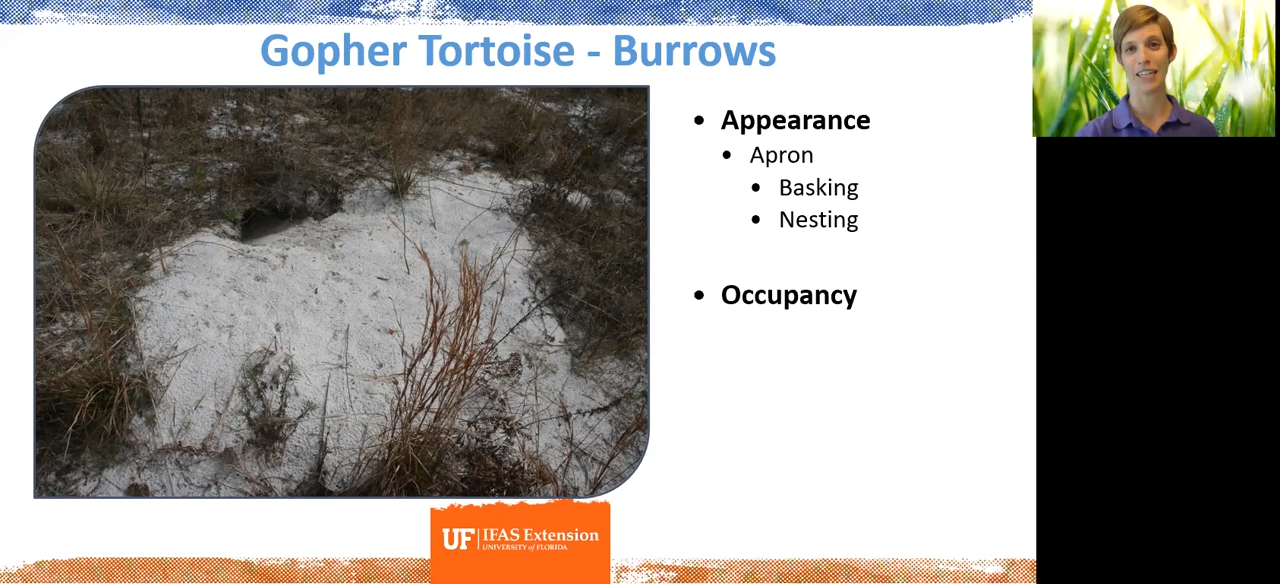 Gopher Tortoise - Burrows
• Appearance
• Apron
• Basking
• Nesting
• Occupancy
UF | IFAS Extension
UNIVERSITY of FLORIDA